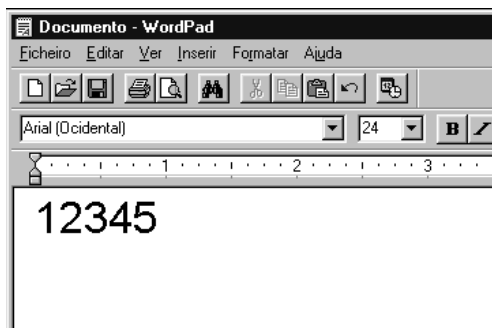 Documento - WordPad
Ficheiro Editar Ver Inserir Formatar Ajuda
Arial (Ocidental) 24 B I
1 2 3
12345